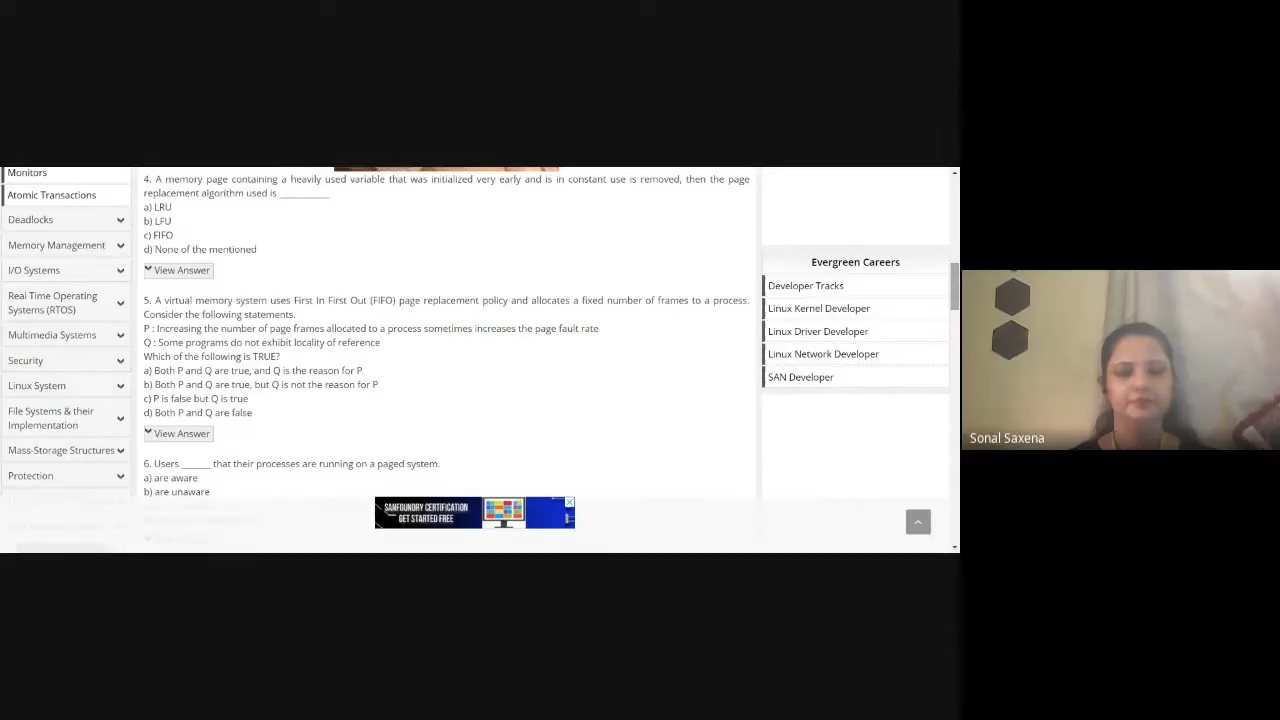 Monitors
Atomic Transactions
Deadlocks
Memory Management
I/O Systems
Real Time Operating
Systems (RTOS)
Multimedia Systems
Security
Linux System
File Systems & their
Implementation
Mass-Storage Structures
Protection
4. A memory page containing a heavily used variable that was initialized very early and is in constant use is removed, then the page
replacement algorithm used is ___________
a) LRU
b) LFU
c) FIFO
d) None of the mentioned
View Answer
5. A virtual memory system uses First In First Out (FIFO) page replacement policy and allocates a fixed number of frames to a process.
Consider the following statements.
P : Increasing the number of page frames allocated to a process sometimes increases the page fault rate
Q : Some programs do not exhibit locality of reference
Which of the following is TRUE?
a) Both P and Q are true, and Q is the reason for P
b) Both P and Q are true, but Q is not the reason for P
c) P is false but Q is true
d) Both P and Q are false
View Answer
6. Users ______ that their processes are running on a paged system.
a) are aware
b) are unaware
SANFOUNDRY CERTIFICATION
GET STARTED FREE
Evergreen Careers
Developer Tracks
Linux Kernel Developer
Linux Driver Developer
Linux Network Developer
SAN Developer
Sonal Saxena